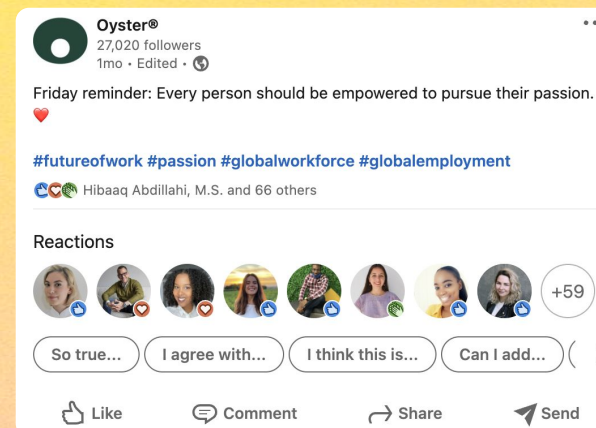 Oyster®
27,020 followers
1mo • Edited •
Friday reminder: Every person should be empowered to pursue their passion.
#futureofwork #passion #globalworkforce #globalemployment
Hibaaq Abdillahi, M.S. and 66 others
Reactions
+59
So true... I agree with... I think this is... Can I add...
Like Comment Share Send